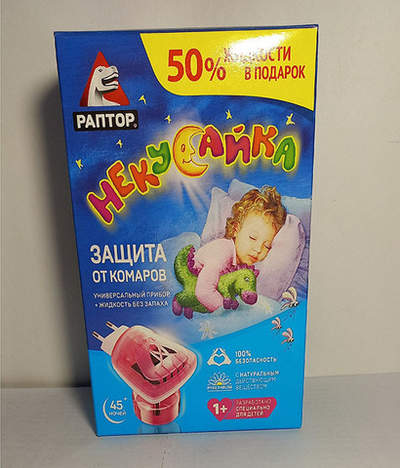 50% ЖИДКОСТИ
В ПОДАРОК
РАПТОР®
НЕКУСАЙКА
ЗАЩИТА
ОТ КОМАРОВ
УНИВЕРСАЛЬНЫЙ ПРИБОР
+ ЖИДКОСТЬ БЕЗ ЗАПАХА
100%
БЕЗОПАСНОСТЬ
С НАТУРАЛЬНЫМ
ДЕЙСТВУЮЩИМ
ВЕЩЕСТВОМ
45+
НОЧЕЙ
1+
РАЗРАБОТАНО
СПЕЦИАЛЬНО
ДЛЯ ДЕТЕЙ